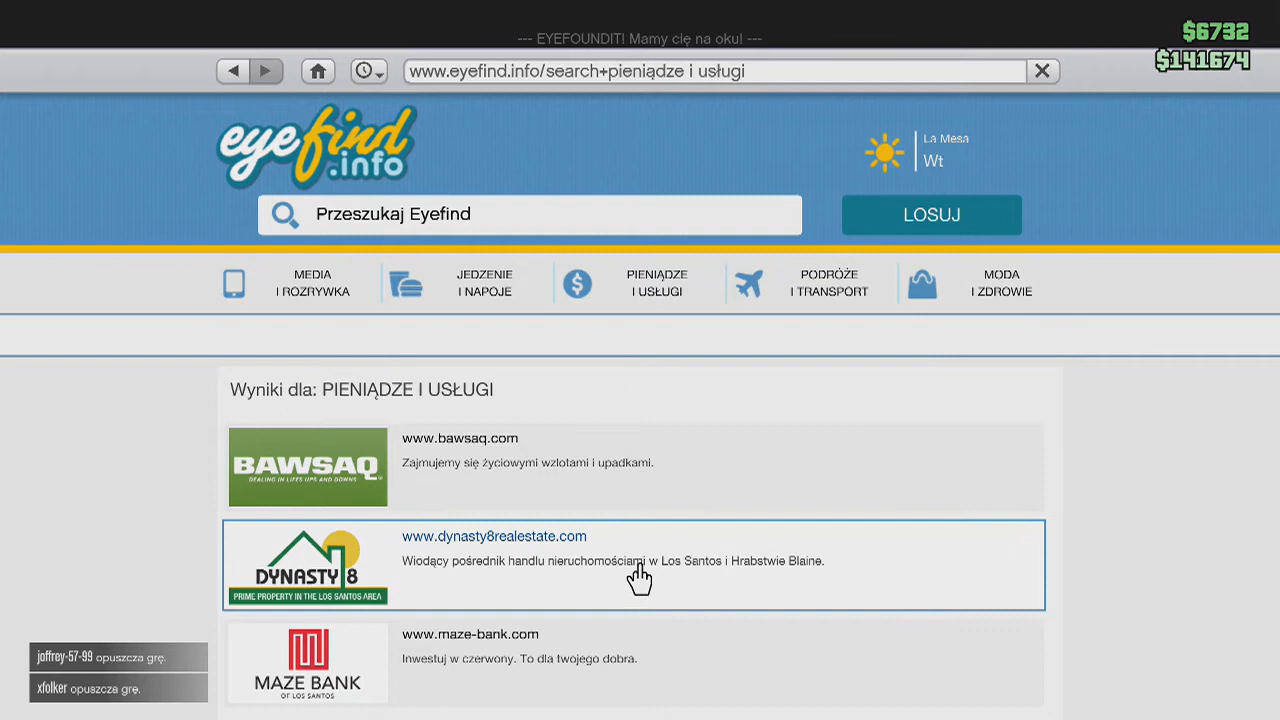 --- EYEFOUNDIT! Mamy cię na oku! ---
$6732
$141674
www.eyefind.info/search+pieniądze i usługi
eyefind
.info
La Mesa
Wt
Przeszukaj Eyefind
LOSUJ
MEDIA
I ROZRYWKA
JEDZENIE
I NAPOJE
PIENIĄDZE
I USŁUGI
PODRÓŻE
I TRANSPORT
MODA
I ZDROWIE
Wyniki dla: PIENIĄDZE I USŁUGI
BAWSAQ
DEALING IN LIFE'S UPS AND DOWNS
www.bawsaq.com
Zajmujemy się życiowymi wzlotami i upadkami.
DYNASTY 8
PRIME PROPERTY IN THE LOS SANTOS AREA
www.dynasty8realestate.com
Wiodący pośrednik handlu nieruchomościami w Los Santos i Hrabstwie Blaine.
MAZE BANK
OF LOS SANTOS
www.maze-bank.com
Inwestuj w czerwony. To dla twojego dobra.
joffrey-57-99 opuszcza grę.
xfolker opuszcza grę.